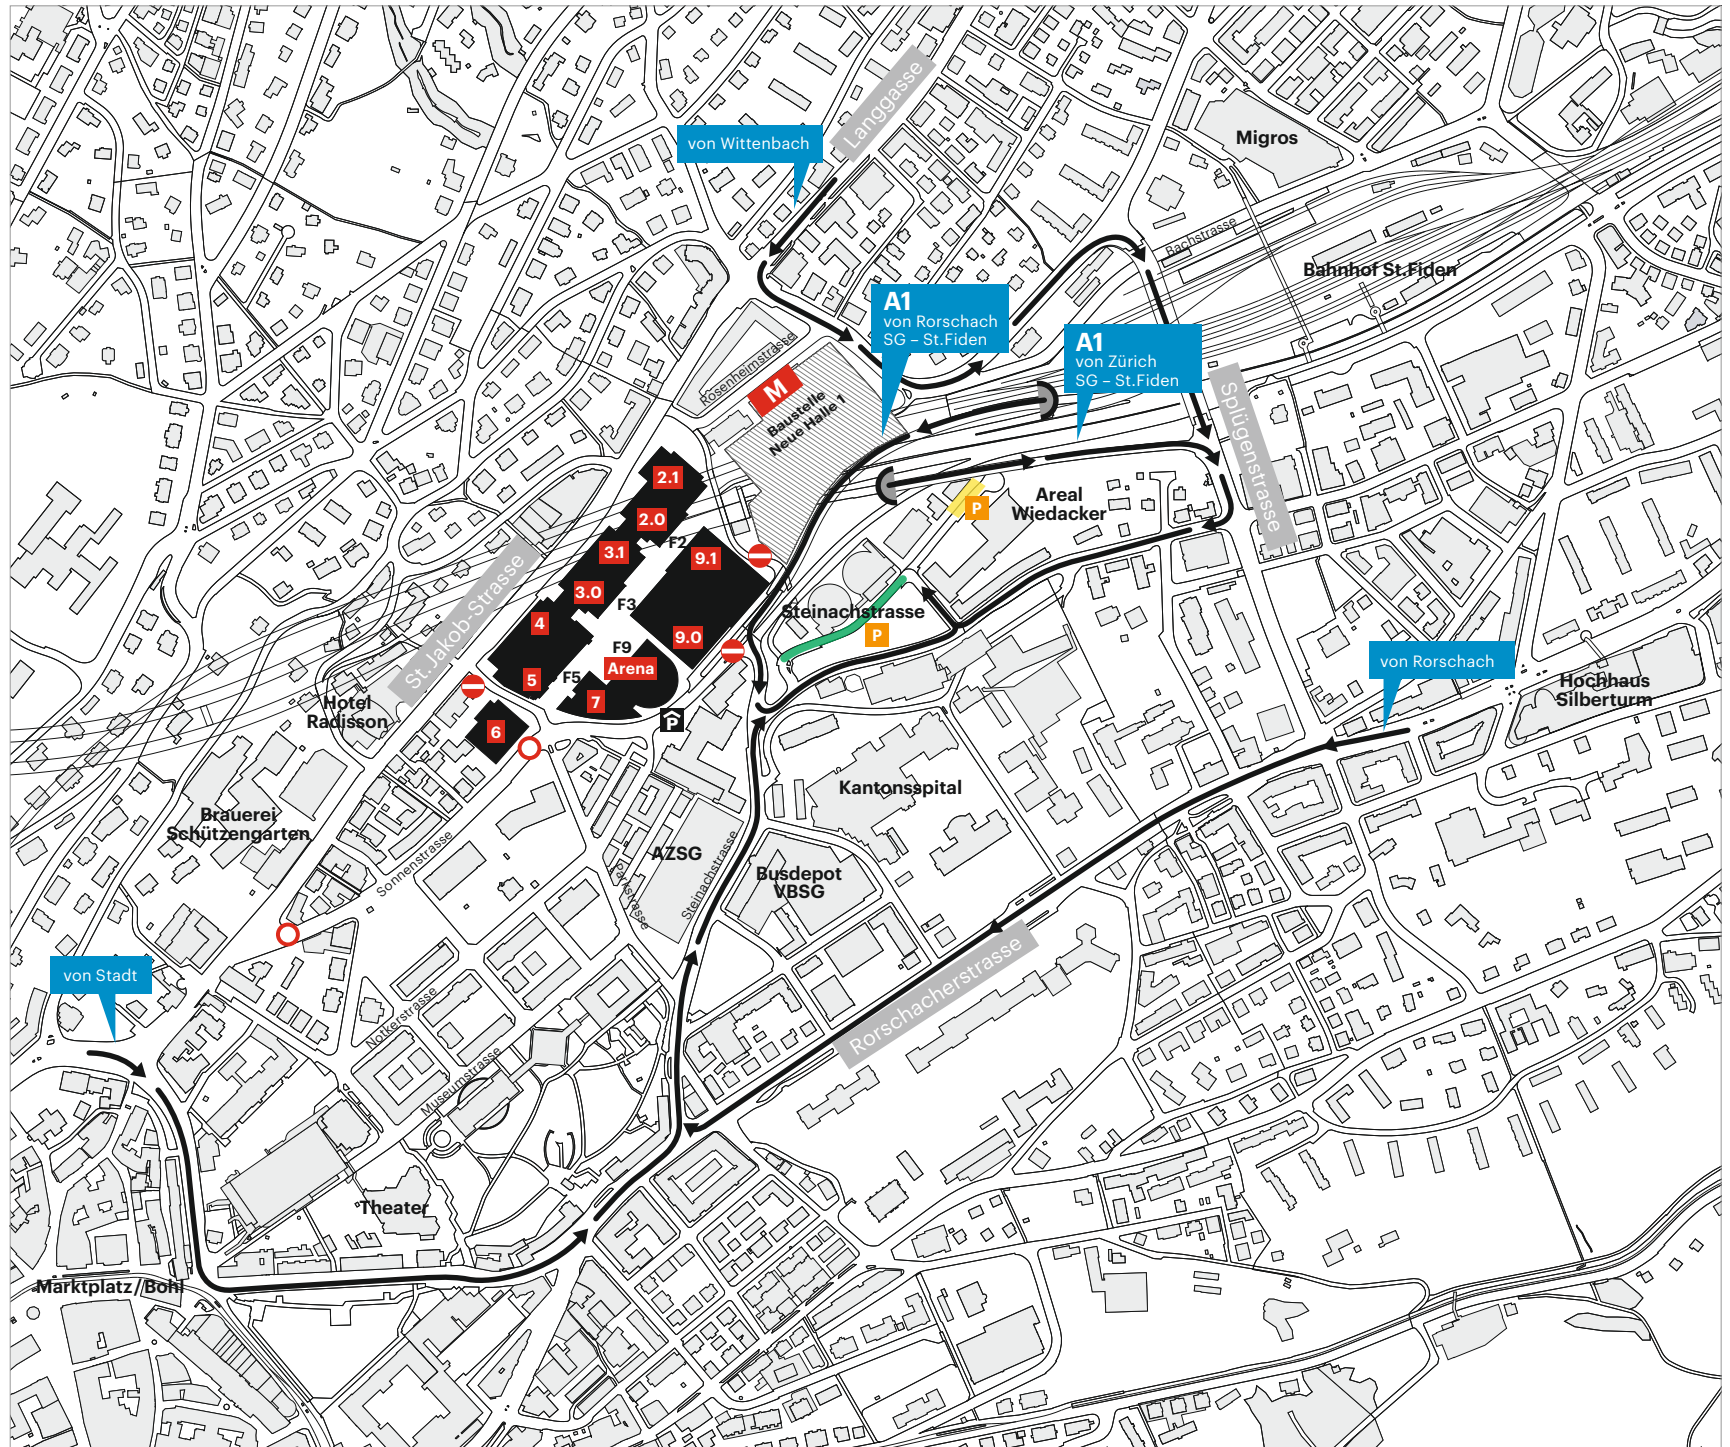 Langgasse
von Wittenbach
Migros
Bachstrasse
Bahnhof St.Fiden
A1
von Rorschach
SG – St.Fiden
A1
von Zürich
SG – St.Fiden
Rosenheimstrasse
M
Baustelle
Neue Halle 1
Splügenstrasse
2.1
2.0
F2
3.1
9.1
3.0
F3
4
9.0
F9
Arena
5
F5
7
6
P
Areal
Wiedacker
P
Steinachstrasse
P
St.Jakob-Strasse
Hotel
Radisson
von Rorschach
Hochhaus
Silberturm
Kantonsspital
Brauerei
Schützengarten
Sonnenstrasse
AZSG
Parkstrasse
Steinachstrasse
Busdepot
VBSG
Rorschacherstrasse
von Stadt
Notkerstrasse
Museumstrasse
Theater
Marktplatz/Bohl